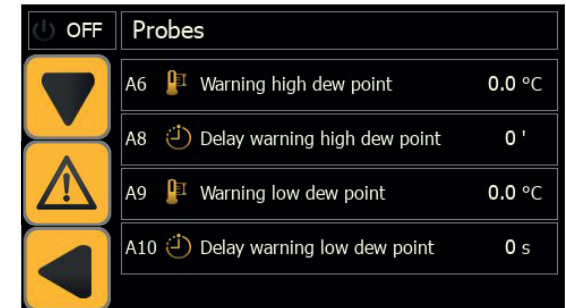 OFF Probes
A6 Warning high dew point 0.0 °C
A8 Delay warning high dew point 0 '
A9 Warning low dew point 0.0 °C
A10 Delay warning low dew point 0 s